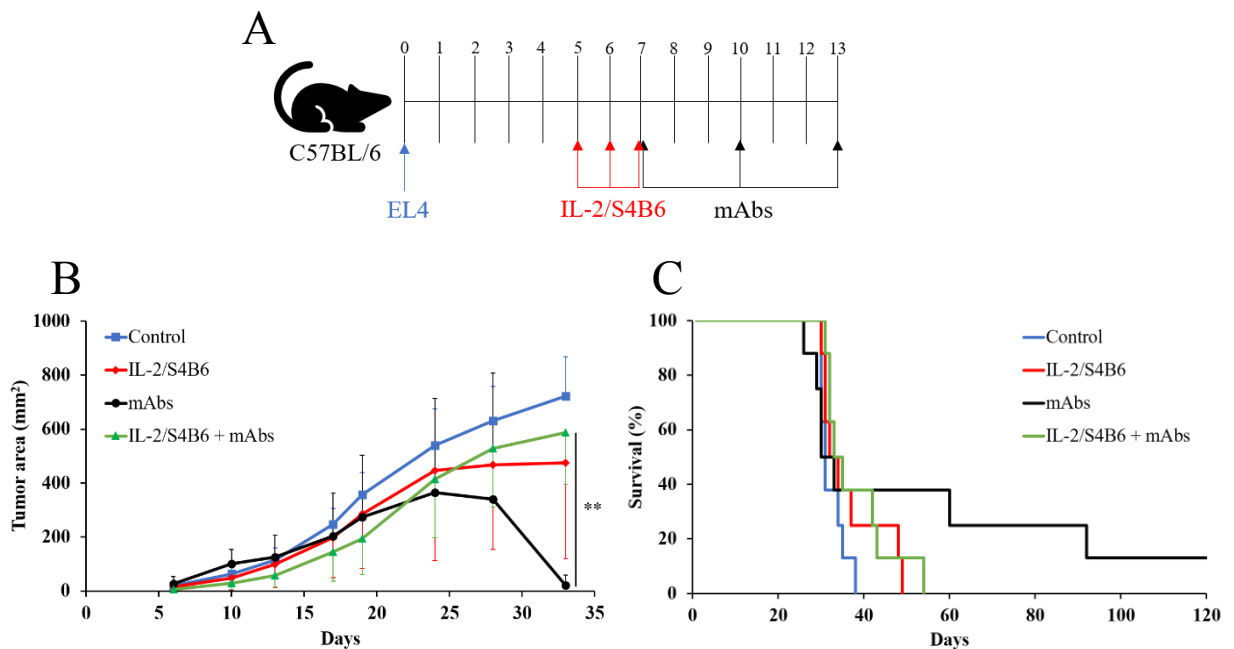 A
0 1 2 3 4 5 6 7 8 9 10 11 12 13
C57BL/6
EL4
IL-2/S4B6
mAbs
B
Tumor area (mm²)
1000
800
600
400
200
0
Control
IL-2/S4B6
mAbs
IL-2/S4B6 + mAbs
**
0 5 10 15 20 25 30 35
Days
C
Survival (%)
100
80
60
40
20
0
Control
IL-2/S4B6
mAbs
IL-2/S4B6 + mAbs
0 20 40 60 80 100 120
Days